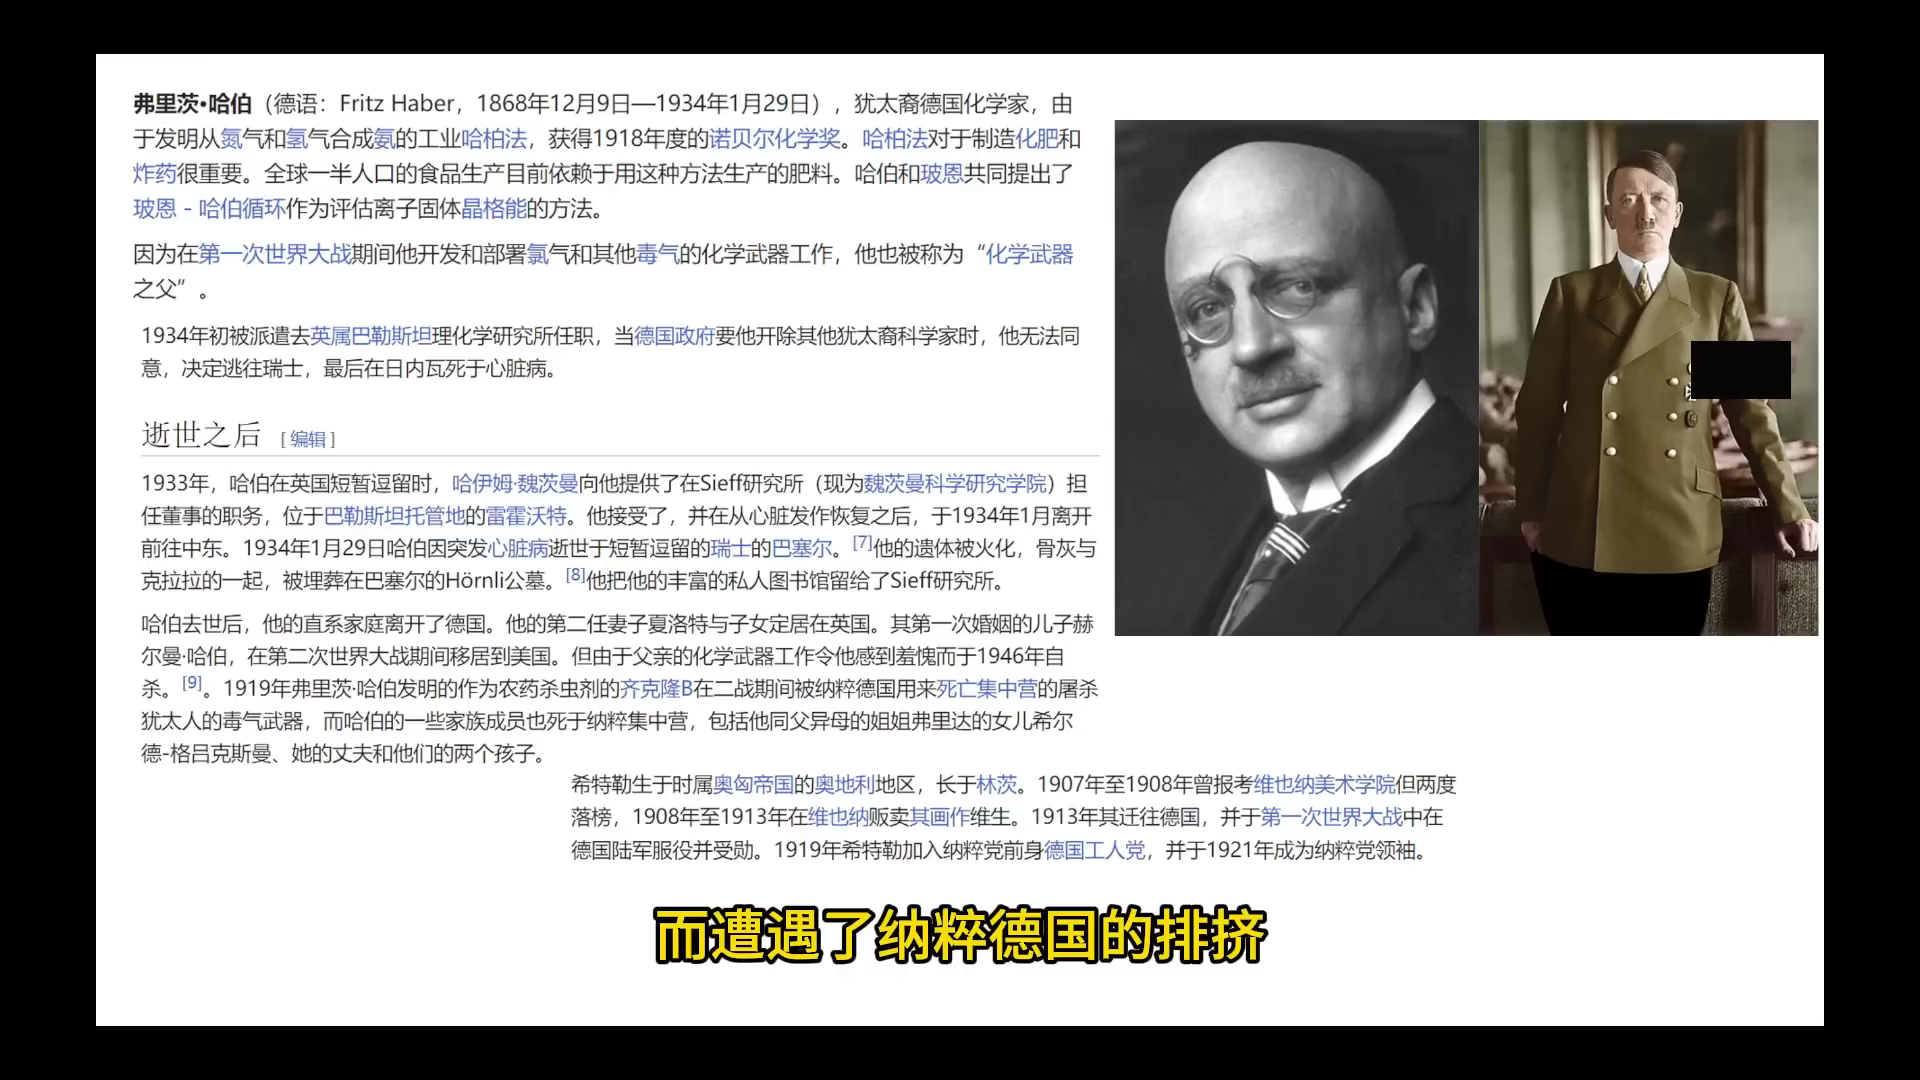 弗里茨•哈伯（德语：Fritz Haber，1868年12月9日—1934年1月29日），犹太裔德国化学家，由
于发明从氮气和氢气合成氨的工业哈柏法，获得1918年度的诺贝尔化学奖。哈柏法对于制造化肥和
炸药很重要。全球一半人口的食品生产目前依赖于用这种方法生产的肥料。哈伯和玻恩共同提出了
玻恩 - 哈伯循环作为评估离子固体晶格能的方法。
因为在第一次世界大战期间他开发和部署氯气和其他毒气的化学武器工作，他也被称为“化学武器
之父”。
1934年初被派遣去英属巴勒斯坦理化学研究所任职，当德国政府要他开除其他犹太裔科学家时，他无法同
意，决定逃往瑞士，最后在日内瓦死于心脏病。
逝世之后 [ 编辑 ]
1933年，哈伯在英国短暂逗留时，哈伊姆·魏茨曼向他提供了在Sieff研究所（现为魏茨曼科学研究学院）担
任董事的职务，位于巴勒斯坦托管地的雷霍沃特。他接受了，并在从心脏发作恢复之后，于1934年1月离开
前往中东。1934年1月29日哈伯因突发心脏病逝世于短暂逗留的瑞士的巴塞尔。[7]他的遗体被火化，骨灰与
克拉拉的一起，被埋葬在巴塞尔的Hörnli公墓。[8]他把他的丰富的私人图书馆留给了Sieff研究所。
哈伯去世后，他的直系家庭离开了德国。他的第二任妻子夏洛特与子女定居在英国。其第一次婚姻的儿子赫
尔曼·哈伯，在第二次世界大战期间移居到美国。但由于父亲的化学武器工作令他感到羞愧而于1946年自
杀。[9]。1919年弗里茨·哈伯发明的作为农药杀虫剂的齐克隆B在二战期间被纳粹德国用来死亡集中营的屠杀
犹太人的毒气武器，而哈伯的一些家族成员也死于纳粹集中营，包括他同父异母的姐姐弗里达的女儿希尔
德-格吕克斯曼、她的丈夫和他们的两个孩子。
希特勒生于时属奥匈帝国的奥地利地区，长于林茨。1907年至1908年曾报考维也纳美术学院但两度
落榜，1908年至1913年在维也纳贩卖其画作维生。1913年其迁往德国，并于第一次世界大战中在
德国陆军服役并受勋。1919年希特勒加入纳粹党前身德国工人党，并于1921年成为纳粹党领袖。
而遭遇了纳粹德国的排挤